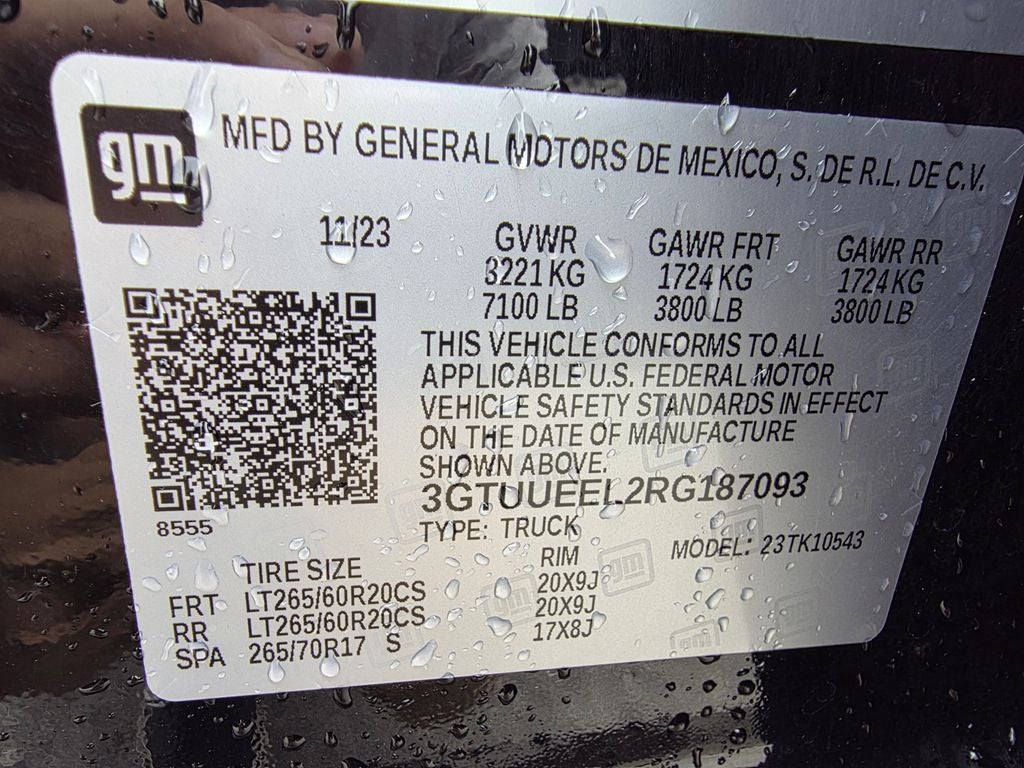 gm MFD BY GENERAL MOTORS DE MEXICO, S. DE R.L. DE C.V.
11/23 GVWR GAWR FRT GAWR RR
3221 KG 1724 KG 1724 KG
7100 LB 3800 LB 3800 LB
THIS VEHICLE CONFORMS TO ALL
APPLICABLE U.S. FEDERAL MOTOR
VEHICLE SAFETY STANDARDS IN EFFECT
ON THE DATE OF MANUFACTURE
SHOWN ABOVE.
3GTUUEEL2RG187093
8555
TYPE: TRUCK MODEL: 23TK10543
TIRE SIZE RIM
FRT LT265/60R20CS 20X9J
RR LT265/60R20CS 20X9J
SPA 265/70R17 S 17X8J